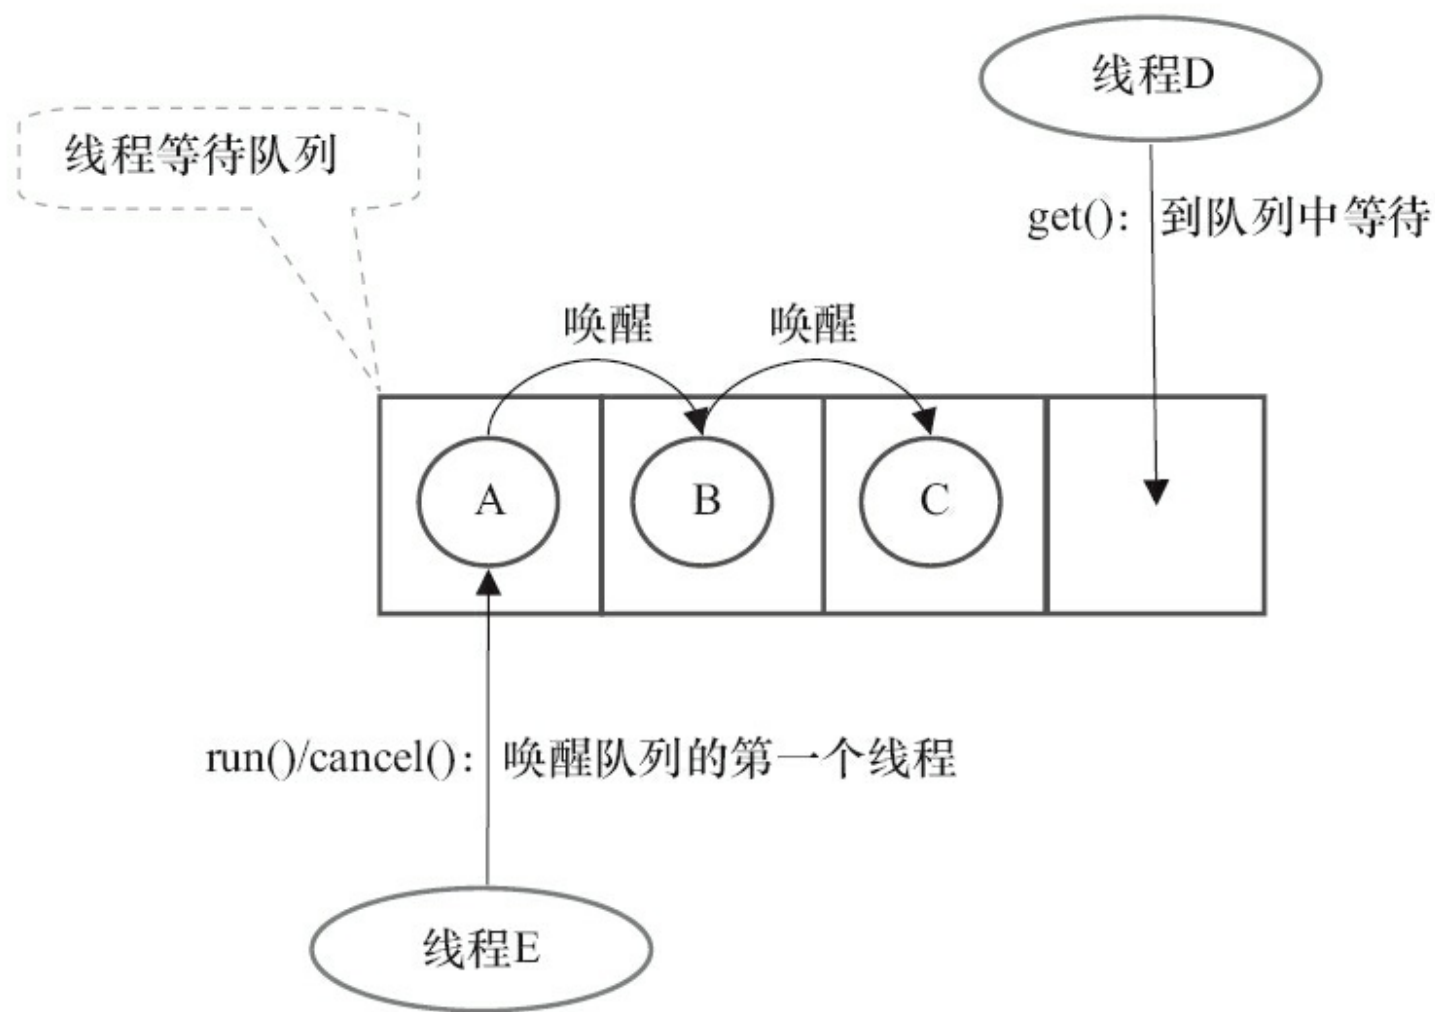 线程D
线程等待队列
get()：到队列中等待
唤醒 唤醒
A B C
run()/cancel()：唤醒队列的第一个线程
线程E